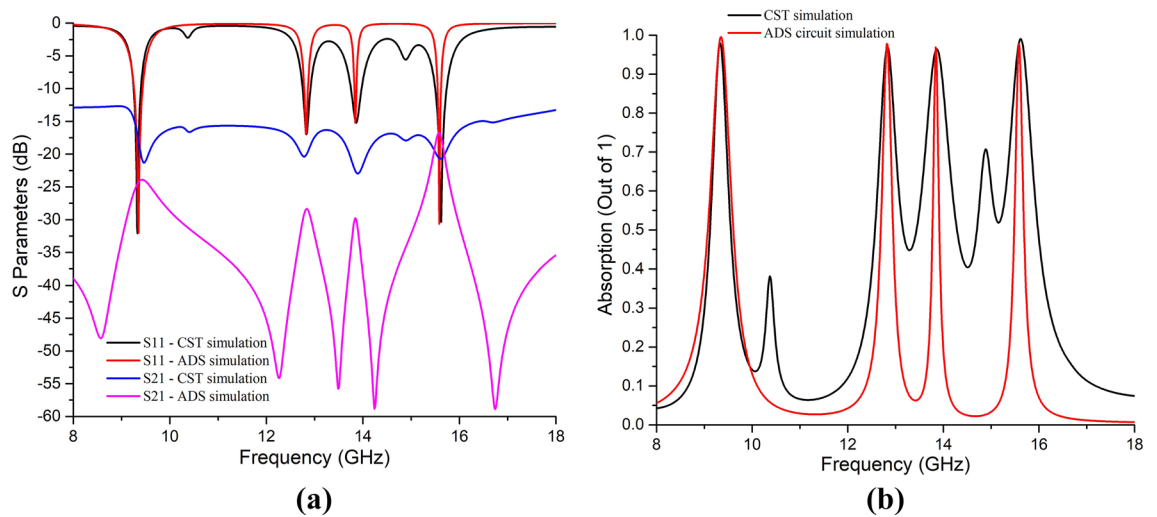 0
-5
-10
-15
-20
-25
-30
-35
-40
-45
-50
-55
-60
S Parameters (dB)
S11 - CST simulation
S11 - ADS simulation
S21 - CST simulation
S21 - ADS simulation
8 10 12 14 16 18
Frequency (GHz)
(a)
CST simulation
ADS circuit simulation
1.0
0.9
0.8
0.7
0.6
0.5
0.4
0.3
0.2
0.1
0.0
Absorption (Out of 1)
8 10 12 14 16 18
Frequency (GHz)
(b)